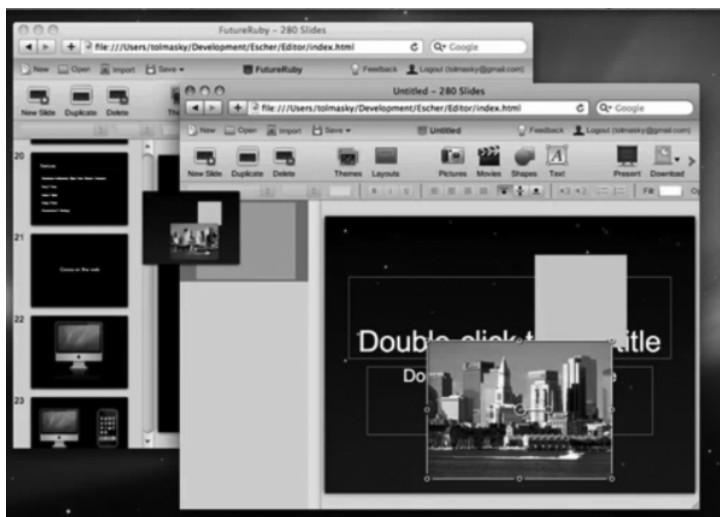 FutureRuby – 280 Slides
file:///Users/tolmasky/Development/Escher/Editor/index.html
Google
New Open Import Save FutureRuby Feedback Logout (tolmasky@gmail.com)
New Slide Duplicate Delete
20
Features
21
22
23
Untitled – 280 Slides
file:///Users/tolmasky/Development/Escher/Editor/index.html
Google
New Open Import Save Untitled Feedback Logout (tolmasky@gmail.com)
New Slide Duplicate Delete Themes Layouts Pictures Movies Shapes Text Present Download
B I U Fill
Double-click t title
Do